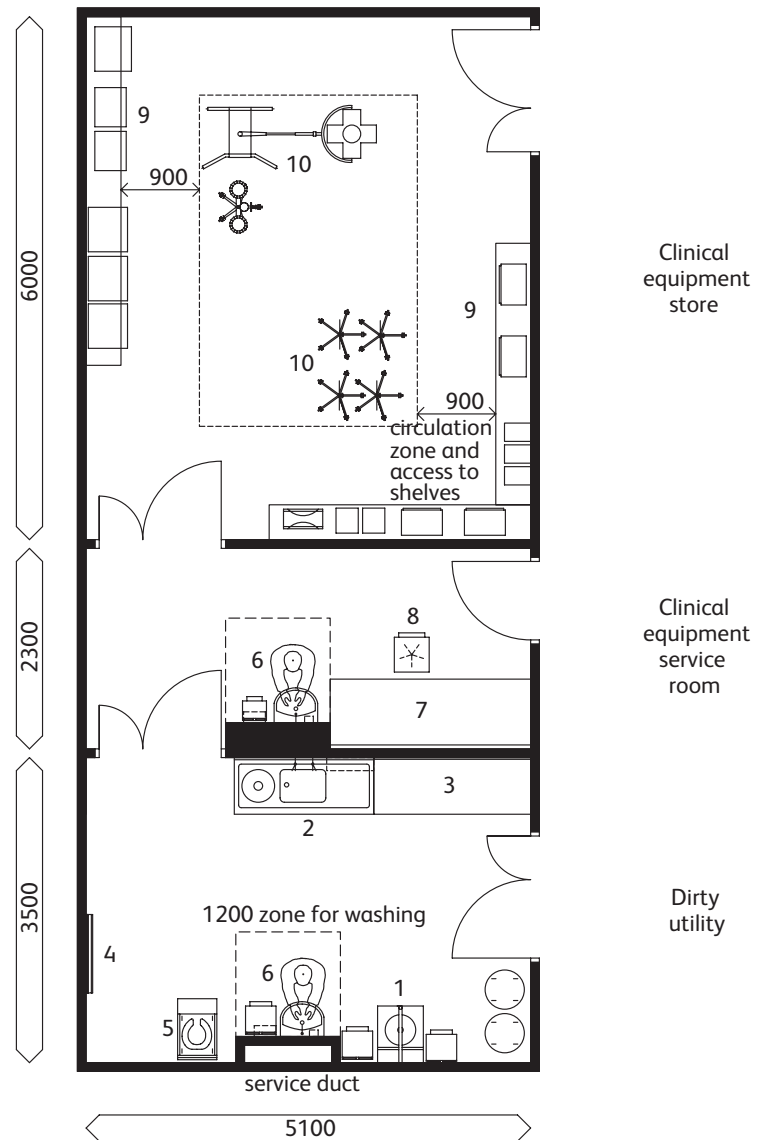 9
10
900
6000
Clinical
equipment
store
9
10
900
circulation
zone and
access to
shelves
2300
8
6
7
Clinical
equipment
service
room
3
2
3500
1200 zone for washing
Dirty
utility
4
6
1
5
service duct
5100